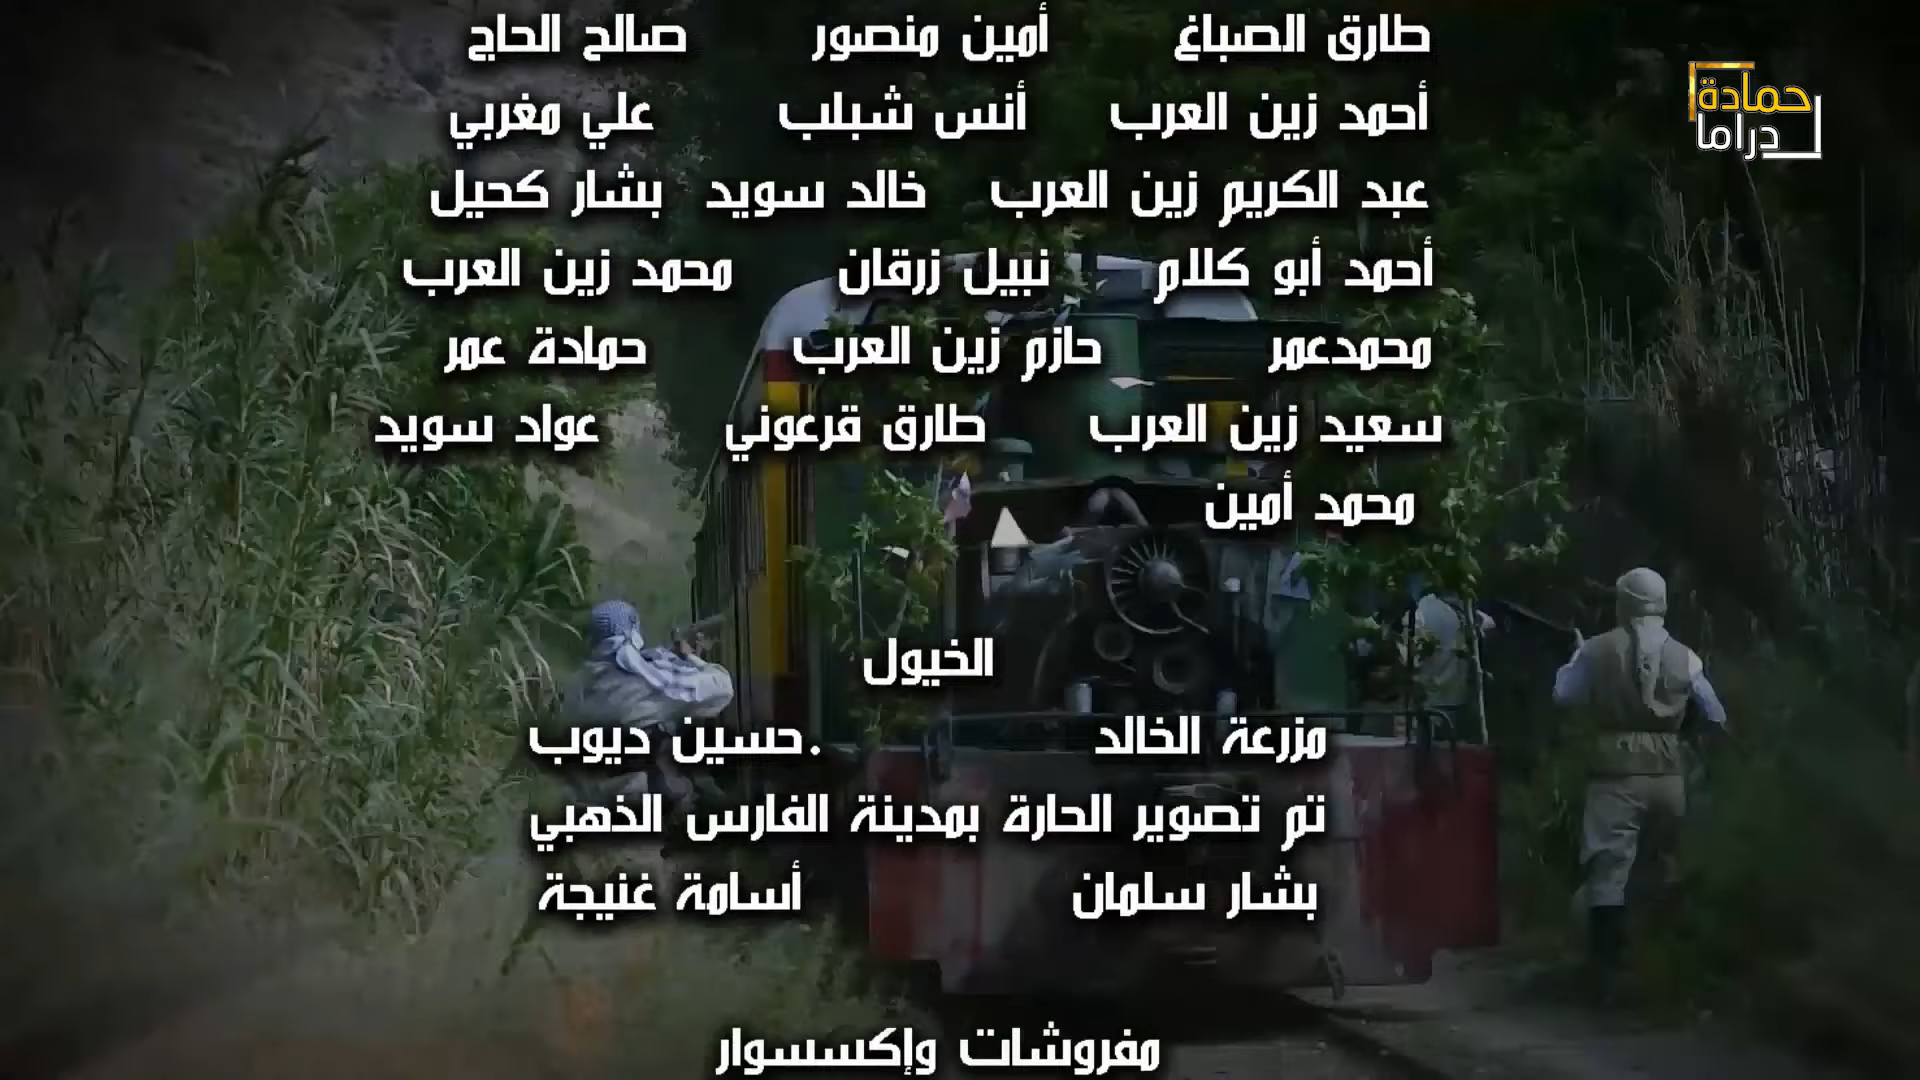 طارق الصباغ أمين منصور صالح الحاج
أحمد زين العرب أنس شبلب علي مغربي
عبد الكريم زين العرب خالد سويد بشار كحيل
أحمد أبو كلام نبيل زرقان محمد زين العرب
محمدعمر حازم زين العرب حمادة عمر
سعيد زين العرب طارق قرعوني عواد سويد
محمد أمين
الخيول
مزرعة الخالد .حسين ديوب
تم تصوير الحارة بمدينة الفارس الذهبي
بشار سلمان أسامة غنيجة
مفروشات وإكسسوار
حمادة
دراما